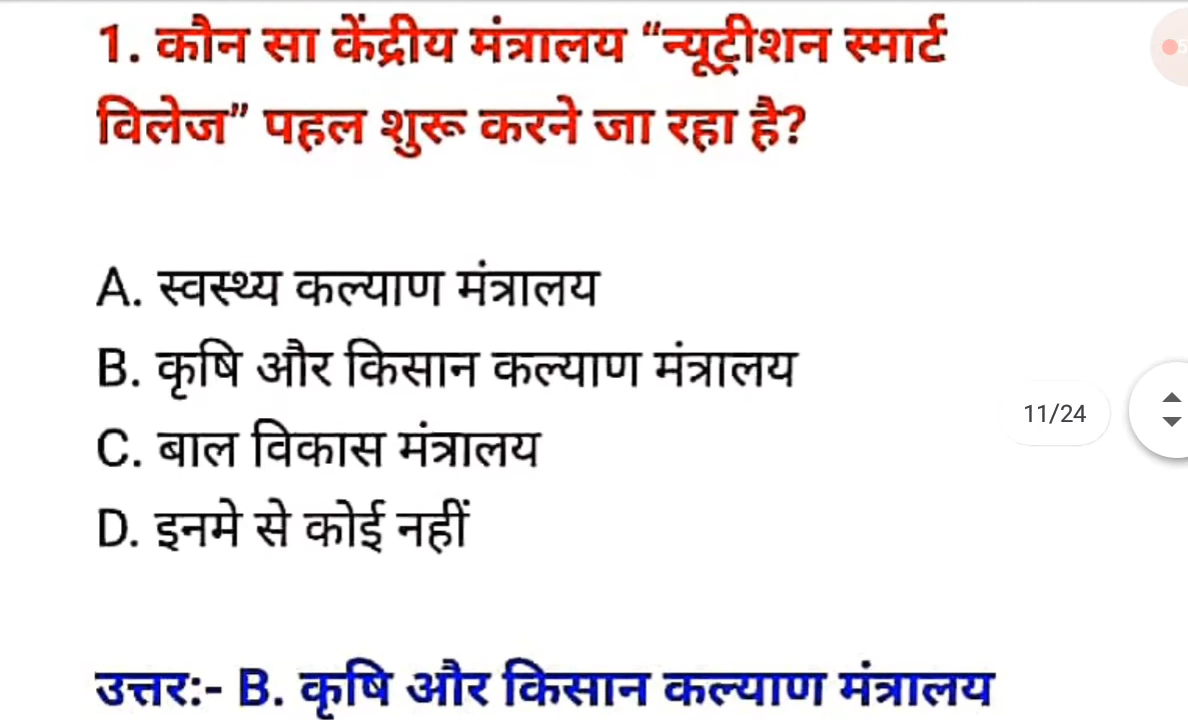 1. कौन सा केंद्रीय मंत्रालय “न्यूट्रीशन स्मार्ट
विलेज” पहल शुरू करने जा रहा है?
A. स्वस्थ्य कल्याण मंत्रालय
B. कृषि और किसान कल्याण मंत्रालय
11/24
C. बाल विकास मंत्रालय
D. इनमे से कोई नहीं
उत्तर:- B. कृषि और किसान कल्याण मंत्रालय